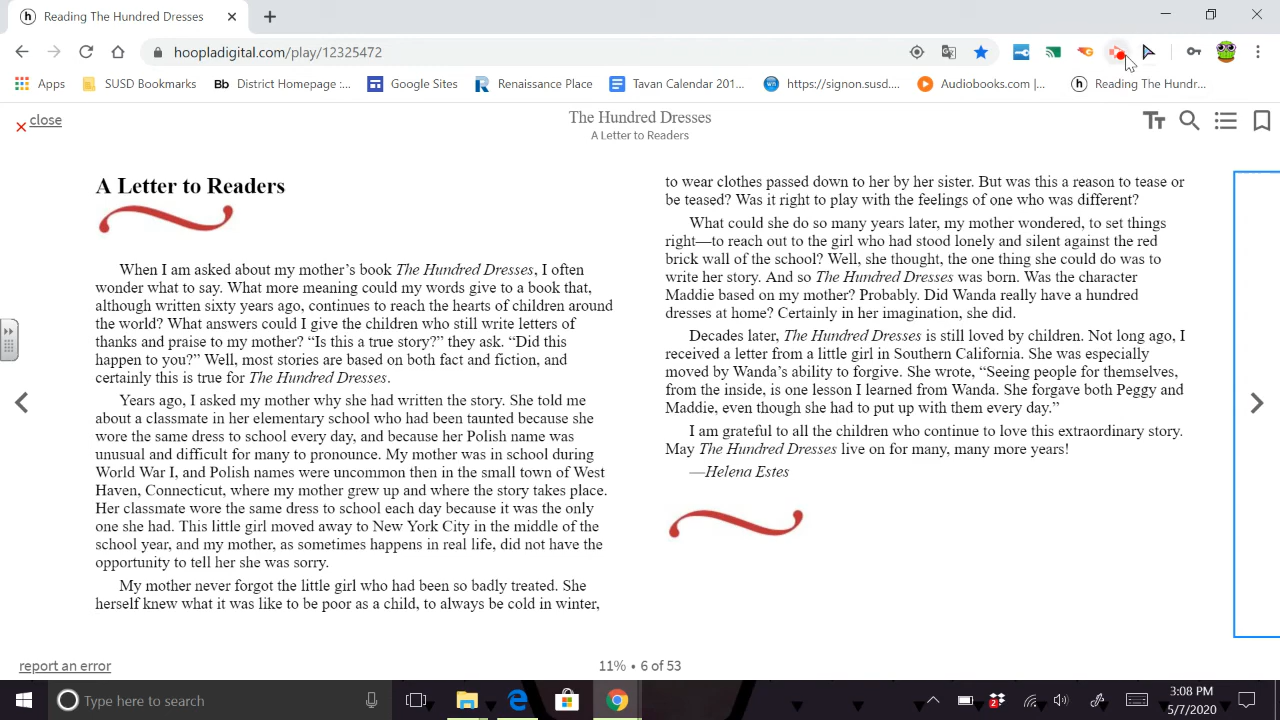 Reading The Hundred Dresses
hoopladigital.com/play/12325472
Apps
SUSD Bookmarks
District Homepage : ...
Google Sites
Renaissance Place
Tavan Calendar 201...
https://signon.susd....
Audiobooks.com |...
Reading The Hundr...
close
The Hundred Dresses
A Letter to Readers
A Letter to Readers
When I am asked about my mother’s book The Hundred Dresses, I often
wonder what to say. What more meaning could my words give to a book that,
although written sixty years ago, continues to reach the hearts of children around
the world? What answers could I give the children who still write letters of
thanks and praise to my mother? “Is this a true story?” they ask. “Did this
happen to you?” Well, most stories are based on both fact and fiction, and
certainly this is true for The Hundred Dresses.
Years ago, I asked my mother why she had written the story. She told me
about a classmate in her elementary school who had been taunted because she
wore the same dress to school every day, and because her Polish name was
unusual and difficult for many to pronounce. My mother was in school during
World War I, and Polish names were uncommon then in the small town of West
Haven, Connecticut, where my mother grew up and where the story takes place.
Her classmate wore the same dress to school each day because it was the only
one she had. This little girl moved away to New York City in the middle of the
school year, and my mother, as sometimes happens in real life, did not have the
opportunity to tell her she was sorry.
My mother never forgot the little girl who had been so badly treated. She
herself knew what it was like to be poor as a child, to always be cold in winter,
to wear clothes passed down to her by her sister. But was this a reason to tease or
be teased? Was it right to play with the feelings of one who was different?
What could she do so many years later, my mother wondered, to set things
right—to reach out to the girl who had stood lonely and silent against the red
brick wall of the school? Well, she thought, the one thing she could do was to
write her story. And so The Hundred Dresses was born. Was the character
Maddie based on my mother? Probably. Did Wanda really have a hundred
dresses at home? Certainly in her imagination, she did.
Decades later, The Hundred Dresses is still loved by children. Not long ago, I
received a letter from a little girl in Southern California. She was especially
moved by Wanda’s ability to forgive. She wrote, “Seeing people for themselves,
from the inside, is one lesson I learned from Wanda. She forgave both Peggy and
Maddie, even though she had to put up with them every day.”
I am grateful to all the children who continue to love this extraordinary story.
May The Hundred Dresses live on for many, many more years!
—Helena Estes
report an error
11% • 6 of 53
Type here to search
3:08 PM
5/7/2020